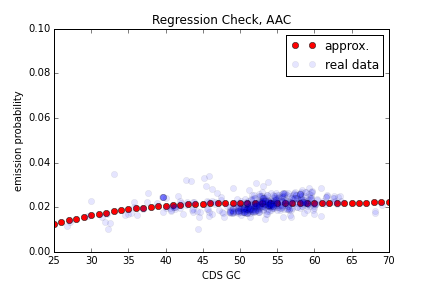 Regression Check, AAC
0.10
0.08
0.06
0.04
0.02
0.00
emission probability
approx.
real data
25 30 35 40 45 50 55 60 65 70
CDS GC